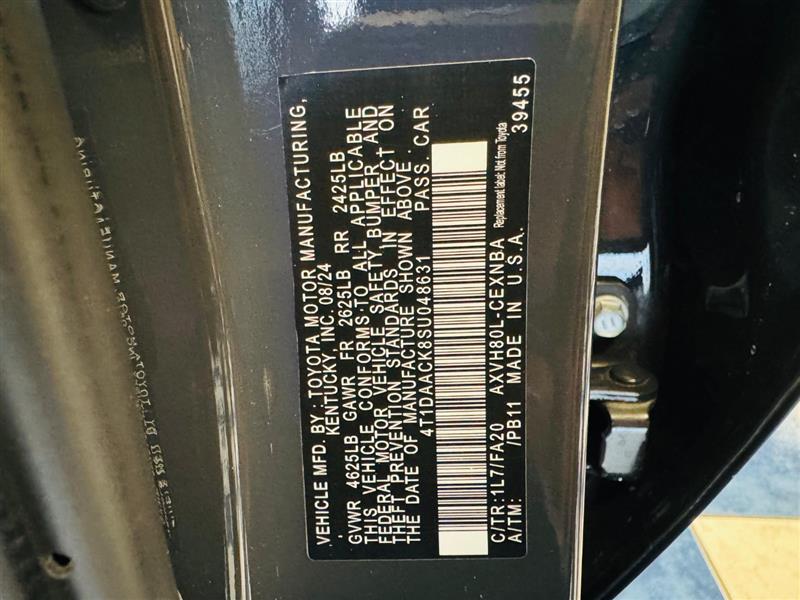 VEHICLE MFD. BY: TOYOTA MOTOR MANUFACTURING,
KENTUCKY, INC. 08/24
GVWR 4625LB GAWR FR 2625LB RR 2425LB
THIS VEHICLE CONFORMS TO ALL APPLICABLE
FEDERAL MOTOR VEHICLE SAFETY, BUMPER, AND
THEFT PREVENTION STANDARDS IN EFFECT ON
THE DATE OF MANUFACTURE SHOWN ABOVE.
4T1DAACK8SU048631 PASS. CAR
C/TR:1L7/FA20 AXVH80L-CEXNBA Replacement label: Not from Toyota
A/TM: /PB11 MADE IN U.S.A. 39455